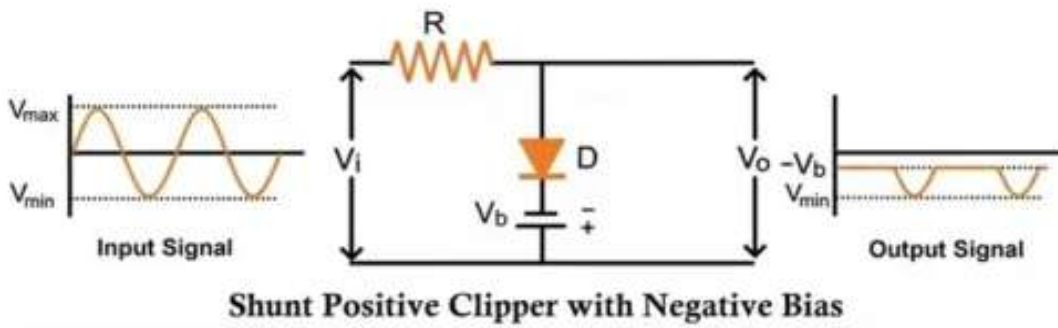 R
Vmax
Vmin
Input Signal
Vi
D
Vb
−
+
Vo
−Vb
Vmin
Output Signal
Shunt Positive Clipper with Negative Bias